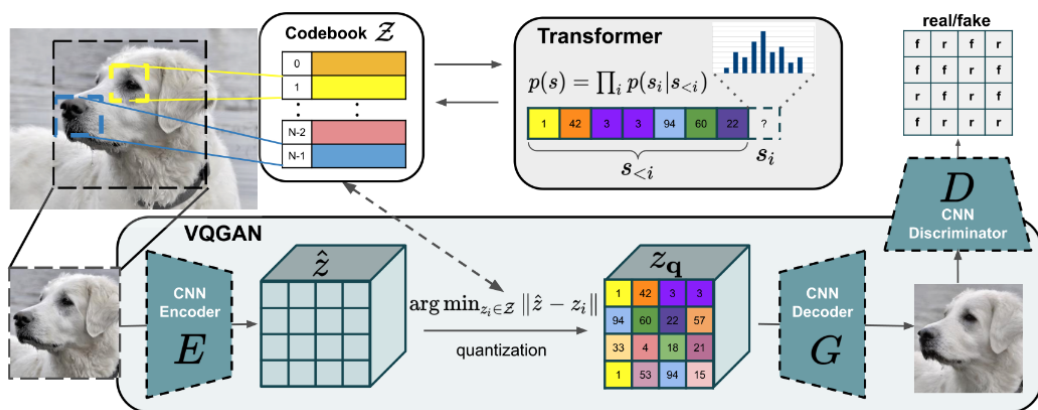 Codebook 𝒵
0
1
N-2
N-1
Transformer
p(s) = ∏ᵢ p(sᵢ|s<ᵢ)
1 42 3 3 94 60 22 ?
s<ᵢ
sᵢ
real/fake
f r f r
f f r f
r f r f
f f r r
D
CNN
Discriminator
VQGAN
CNN
Encoder
E
ẑ
arg min_{zᵢ∈𝒵} ‖ẑ − zᵢ‖
quantization
z_q
1 42 3 3
94 60 22 57
33 4 18 21
1 53 94 15
CNN
Decoder
G